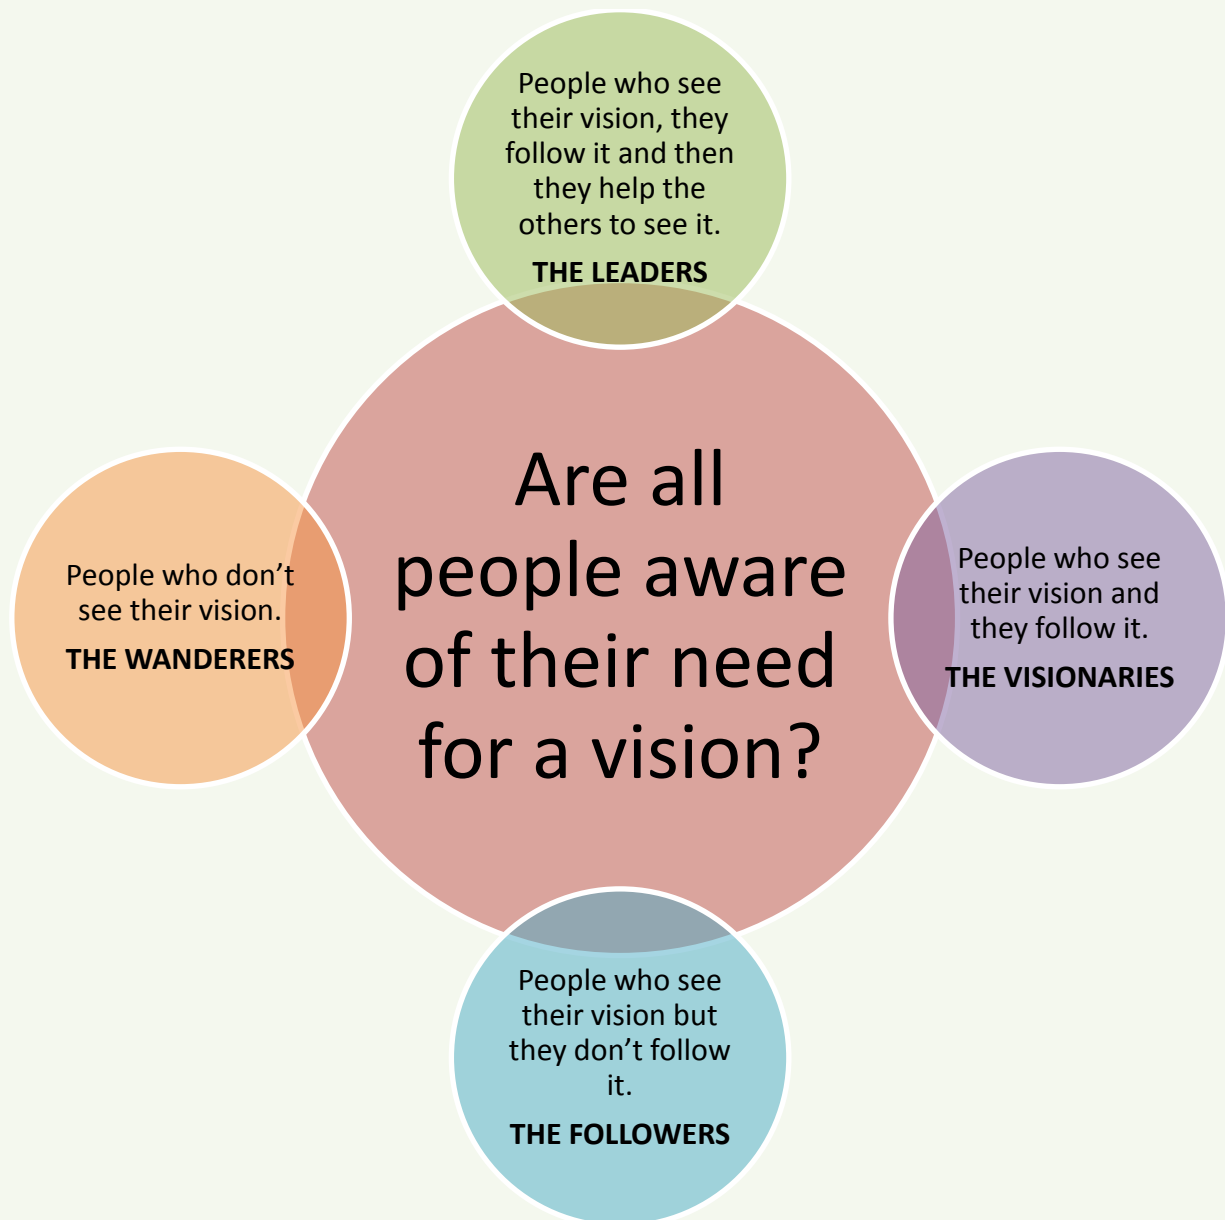 People who see
their vision, they
follow it and then
they help the
others to see it.
THE LEADERS
Are all
people aware
of their need
for a vision?
People who don’t
see their vision.
THE WANDERERS
People who see
their vision and
they follow it.
THE VISIONARIES
People who see
their vision but
they don’t follow
it.
THE FOLLOWERS